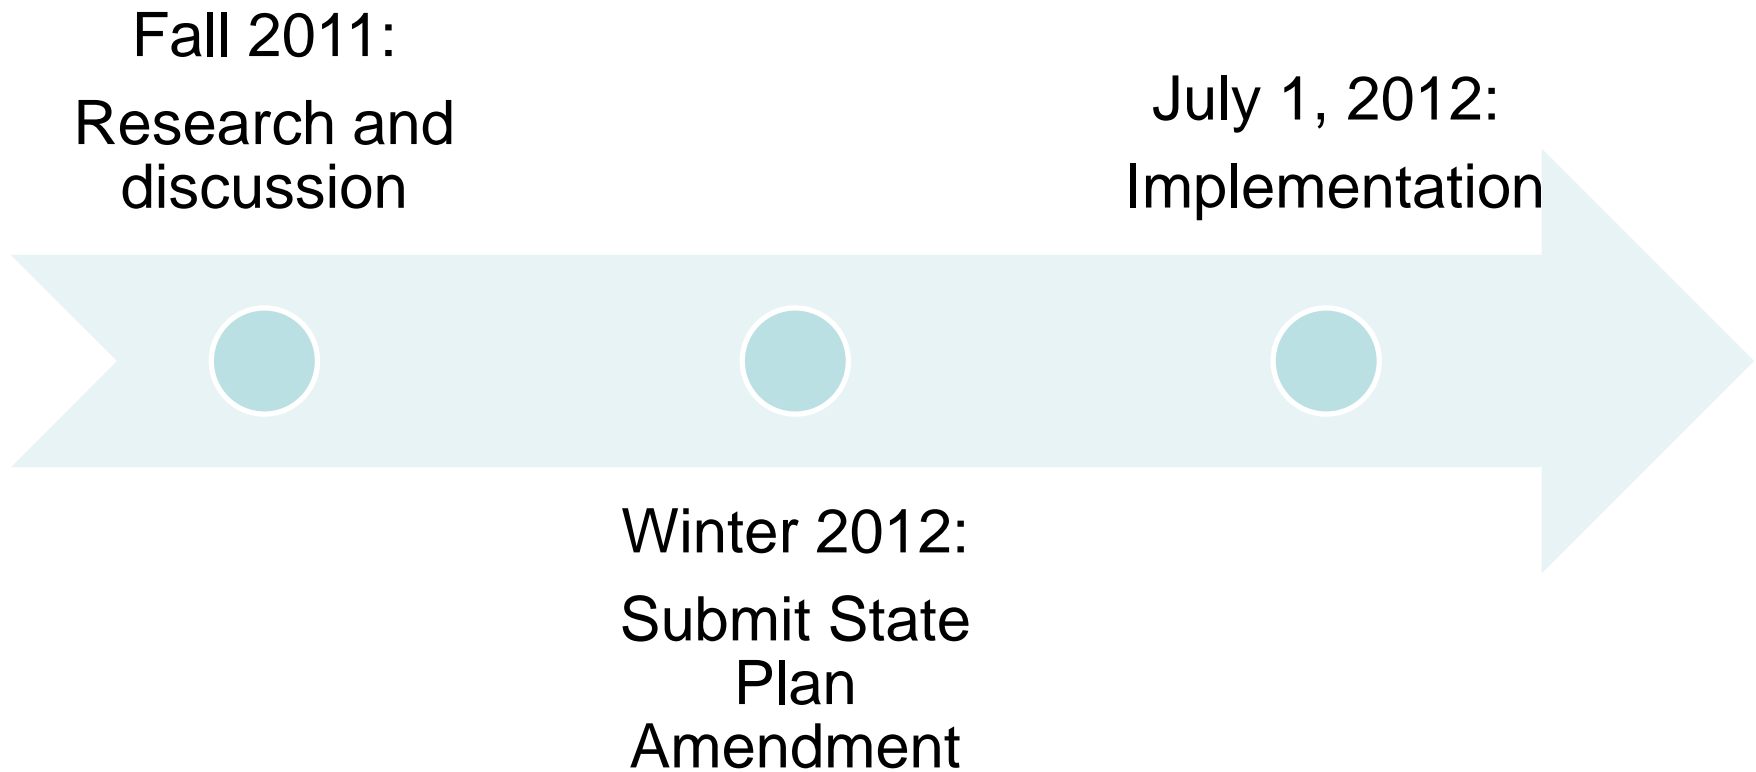 Fall 2011:
Research and
discussion
Winter 2012:
Submit State
Plan
Amendment
July 1, 2012:
Implementation